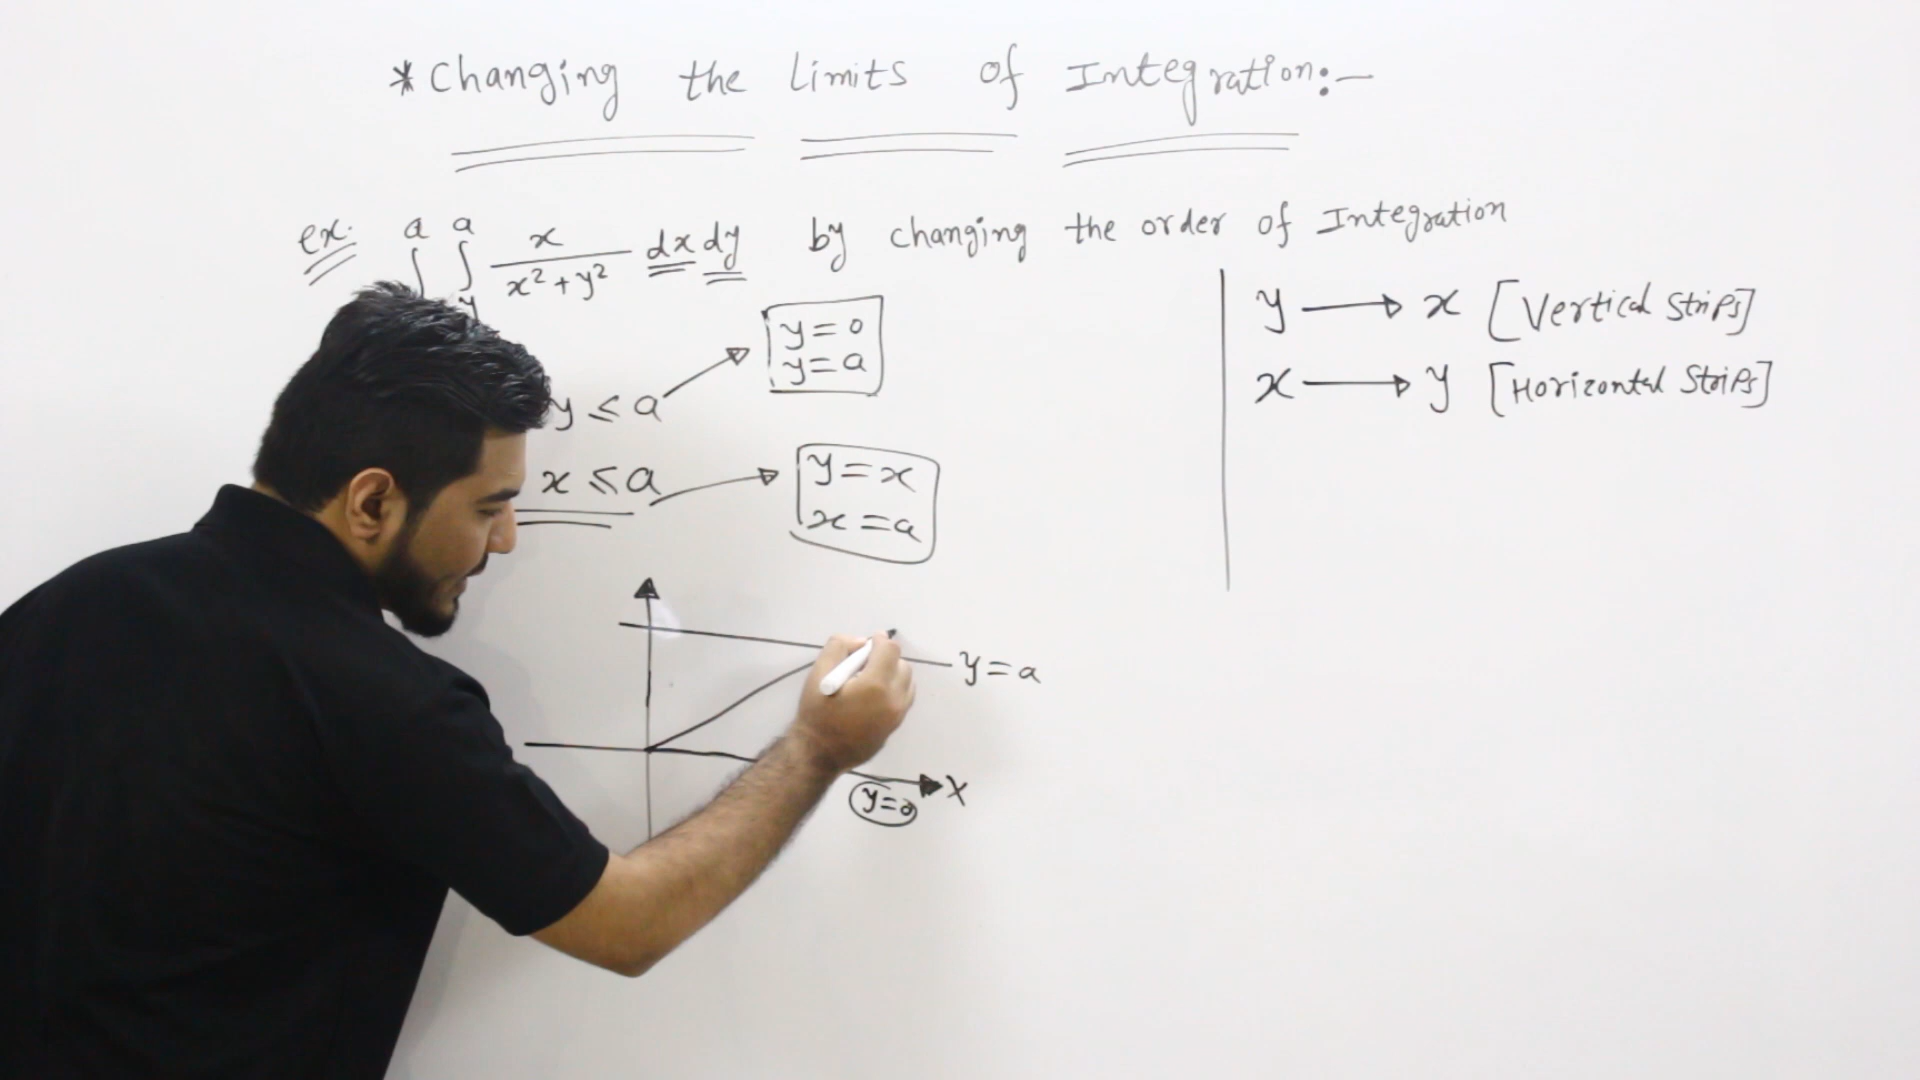 * Changing the Limits of Integration:-
ex. ∫ᵃ ∫ᵃ_y x/(x²+y²) dx dy by changing the order of Integration
y → x [Vertical Strips]
x → y [Horizontal Strips]
y = 0
y = a
y ≤ a
x ≤ a
y = x
x = a
y = a
x
y=0